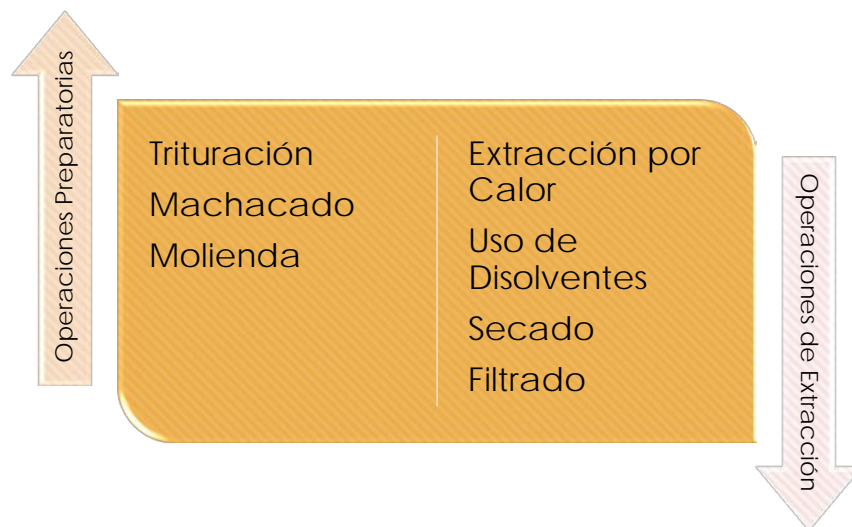 Operaciones Preparatorias
Trituración
Machacado
Molienda
Extracción por
Calor
Uso de
Disolventes
Secado
Filtrado
Operaciones de Extracción